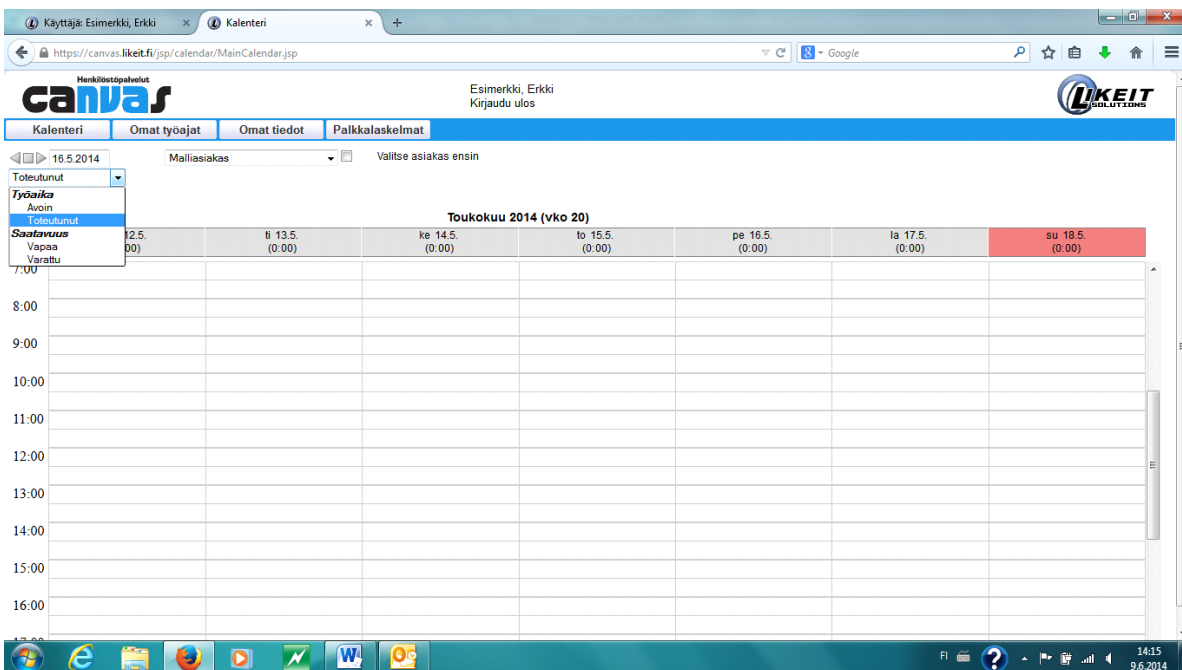 Käyttäjä: Esimerkki, Erkki
Kalenteri
https://canvas.likeit.fi/jsp/calendar/MainCalendar.jsp
Google
Henkilöstöpalvelut
canvas
Esimerkki, Erkki
Kirjaudu ulos
LIKEIT
SOLUTIONS
Kalenteri Omat työajat Omat tiedot Palkkalaskelmat
16.5.2014 Malliasiakas Valitse asiakas ensin
Toteutunut
Työaika
Avoin
Toteutunut
Saatavuus
Vapaa
Varattu
Toukokuu 2014 (vko 20)
12.5. ti 13.5. ke 14.5. to 15.5. pe 16.5. la 17.5. su 18.5.
00) (0:00) (0:00) (0:00) (0:00) (0:00) (0:00)
7:00
8:00
9:00
10:00
11:00
12:00
13:00
14:00
15:00
16:00
17:00
FI
14:15
9.6.2014